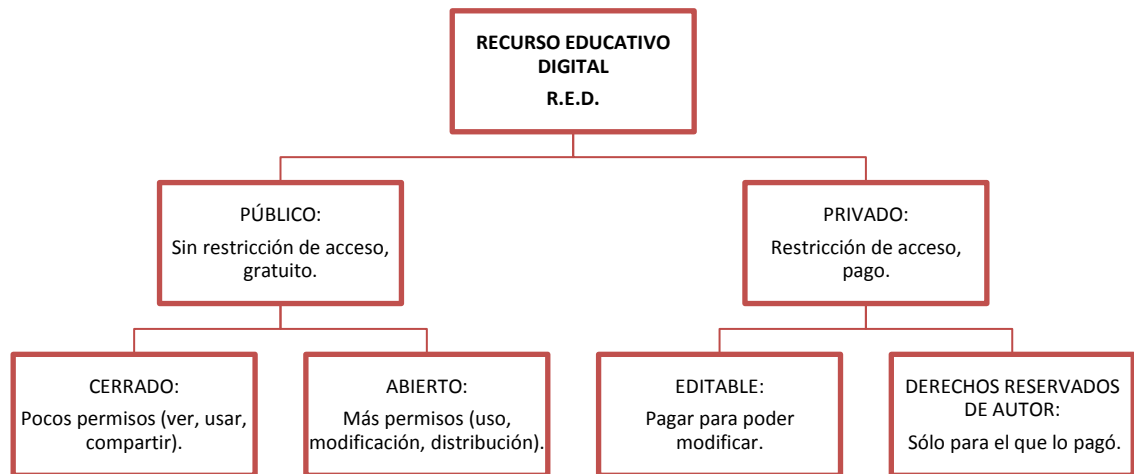 RECURSO EDUCATIVO
DIGITAL
R.E.D.
PÚBLICO:
Sin restricción de acceso,
gratuito.
PRIVADO:
Restricción de acceso,
pago.
CERRADO:
Pocos permisos (ver, usar,
compartir).
ABIERTO:
Más permisos (uso,
modificación, distribución).
EDITABLE:
Pagar para poder
modificar.
DERECHOS RESERVADOS
DE AUTOR:
Sólo para el que lo pagó.